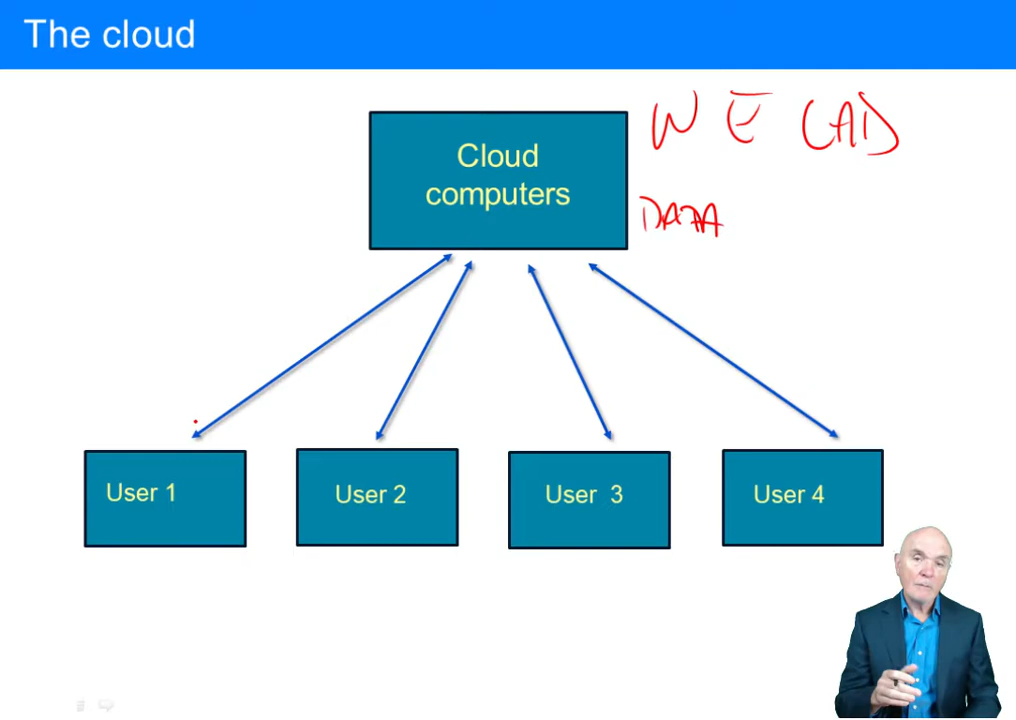 The cloud
W E CAD
Cloud
computers
DATA
User 1
User 2
User 3
User 4